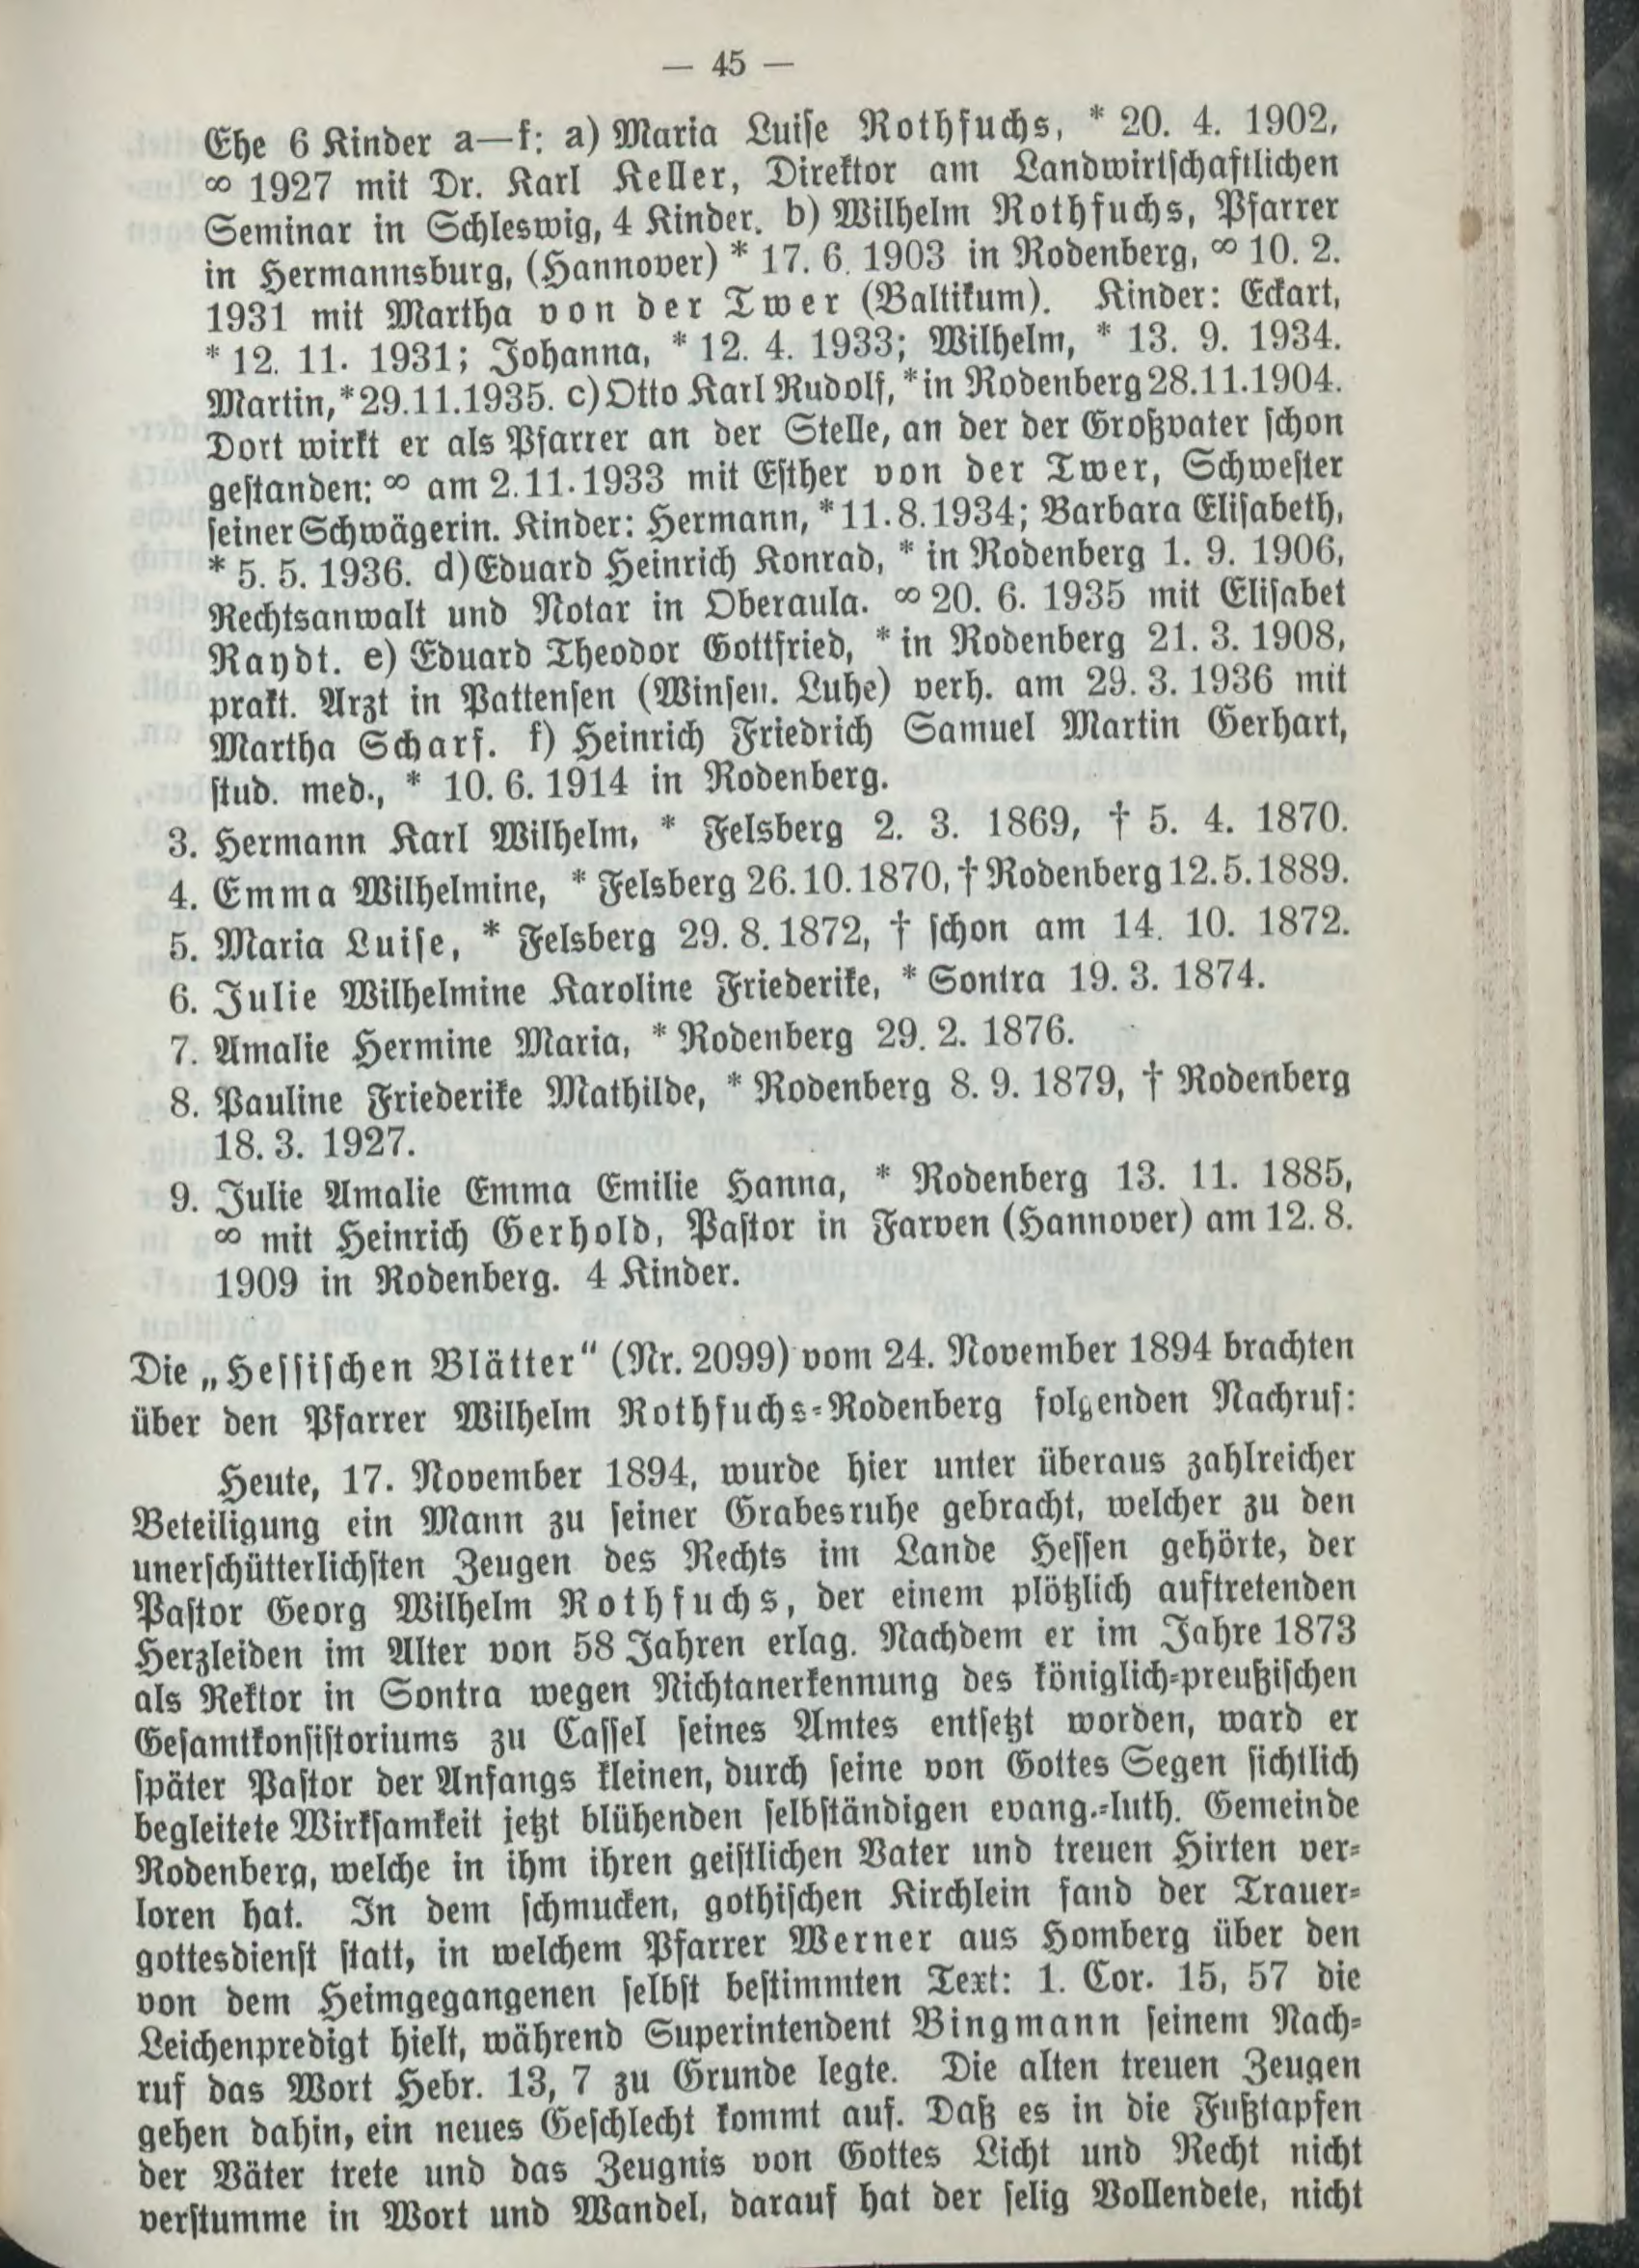 — 45 —
Ehe 6 Kinder a—f: a) Maria Luise Rothfuchs, * 20. 4. 1902,
∞ 1927 mit Dr. Karl Keller, Direktor am Landwirtschaftlichen
Seminar in Schleswig, 4 Kinder. b) Wilhelm Rothfuchs, Pfarrer
in Hermannsburg, (Hannover) * 17. 6. 1903 in Rodenberg, ∞ 10. 2.
1931 mit Martha von der Twer (Baltikum). Kinder: Eckart,
* 12. 11. 1931; Johanna, * 12. 4. 1933; Wilhelm, * 13. 9. 1934.
Martin, * 29.11.1935. c) Otto Karl Rudolf, * in Rodenberg 28.11.1904.
Dort wirkt er als Pfarrer an der Stelle, an der der Großvater schon
gestanden: ∞ am 2.11.1933 mit Esther von der Twer, Schwester
seiner Schwägerin. Kinder: Hermann, * 11.8.1934; Barbara Elisabeth,
* 5. 5. 1936. d) Eduard Heinrich Konrad, * in Rodenberg 1. 9. 1906,
Rechtsanwalt und Notar in Oberaula. ∞ 20. 6. 1935 mit Elisabet
Raydt. e) Eduard Theodor Gottfried, * in Rodenberg 21. 3. 1908,
prakt. Arzt in Pattensen (Winsen. Luhe) verh. am 29. 3. 1936 mit
Martha Scharf. f) Heinrich Friedrich Samuel Martin Gerhart,
stud. med., * 10. 6. 1914 in Rodenberg.
3. Hermann Karl Wilhelm, * Felsberg 2. 3. 1869, † 5. 4. 1870.
4. Emma Wilhelmine, * Felsberg 26.10.1870, † Rodenberg 12.5.1889.
5. Maria Luise, * Felsberg 29. 8. 1872, † schon am 14. 10. 1872.
6. Julie Wilhelmine Karoline Friederike, * Sontra 19. 3. 1874.
7. Amalie Hermine Maria, * Rodenberg 29. 2. 1876.
8. Pauline Friederike Mathilde, * Rodenberg 8. 9. 1879, † Rodenberg
18. 3. 1927.
9. Julie Amalie Emma Emilie Hanna, * Rodenberg 13. 11. 1885,
∞ mit Heinrich Gerhold, Pastor in Farven (Hannover) am 12. 8.
1909 in Rodenberg. 4 Kinder.
Die „Hessischen Blätter“ (Nr. 2099) vom 24. November 1894 brachten
über den Pfarrer Wilhelm Rothfuchs-Rodenberg folgenden Nachruf:
Heute, 17. November 1894, wurde hier unter überaus zahlreicher
Beteiligung ein Mann zu seiner Grabesruhe gebracht, welcher zu den
unerschütterlichsten Zeugen des Rechts im Lande Hessen gehörte, der
Pastor Georg Wilhelm Rothfuchs, der einem plötzlich auftretenden
Herzleiden im Alter von 58 Jahren erlag. Nachdem er im Jahre 1873
als Rektor in Sontra wegen Nichtanerkennung des königlich-preußischen
Gesamtkonsistoriums zu Cassel seines Amtes entsetzt worden, ward er
später Pastor der Anfangs kleinen, durch seine von Gottes Segen sichtlich
begleitete Wirksamkeit jetzt blühenden selbständigen evang.-luth. Gemeinde
Rodenberg, welche in ihm ihren geistlichen Vater und treuen Hirten ver-
loren hat. In dem schmucken, gothischen Kirchlein fand der Trauer-
gottesdienst statt, in welchem Pfarrer Werner aus Homberg über den
von dem Heimgegangenen selbst bestimmten Text: 1. Cor. 15, 57 die
Leichenpredigt hielt, während Superintendent Bingmann seinem Nach-
ruf das Wort Hebr. 13, 7 zu Grunde legte. Die alten treuen Zeugen
gehen dahin, ein neues Geschlecht kommt auf. Daß es in die Fußtapfen
der Väter trete und das Zeugnis von Gottes Licht und Recht nicht
verstumme in Wort und Wandel, darauf hat der selig Vollendete, nicht